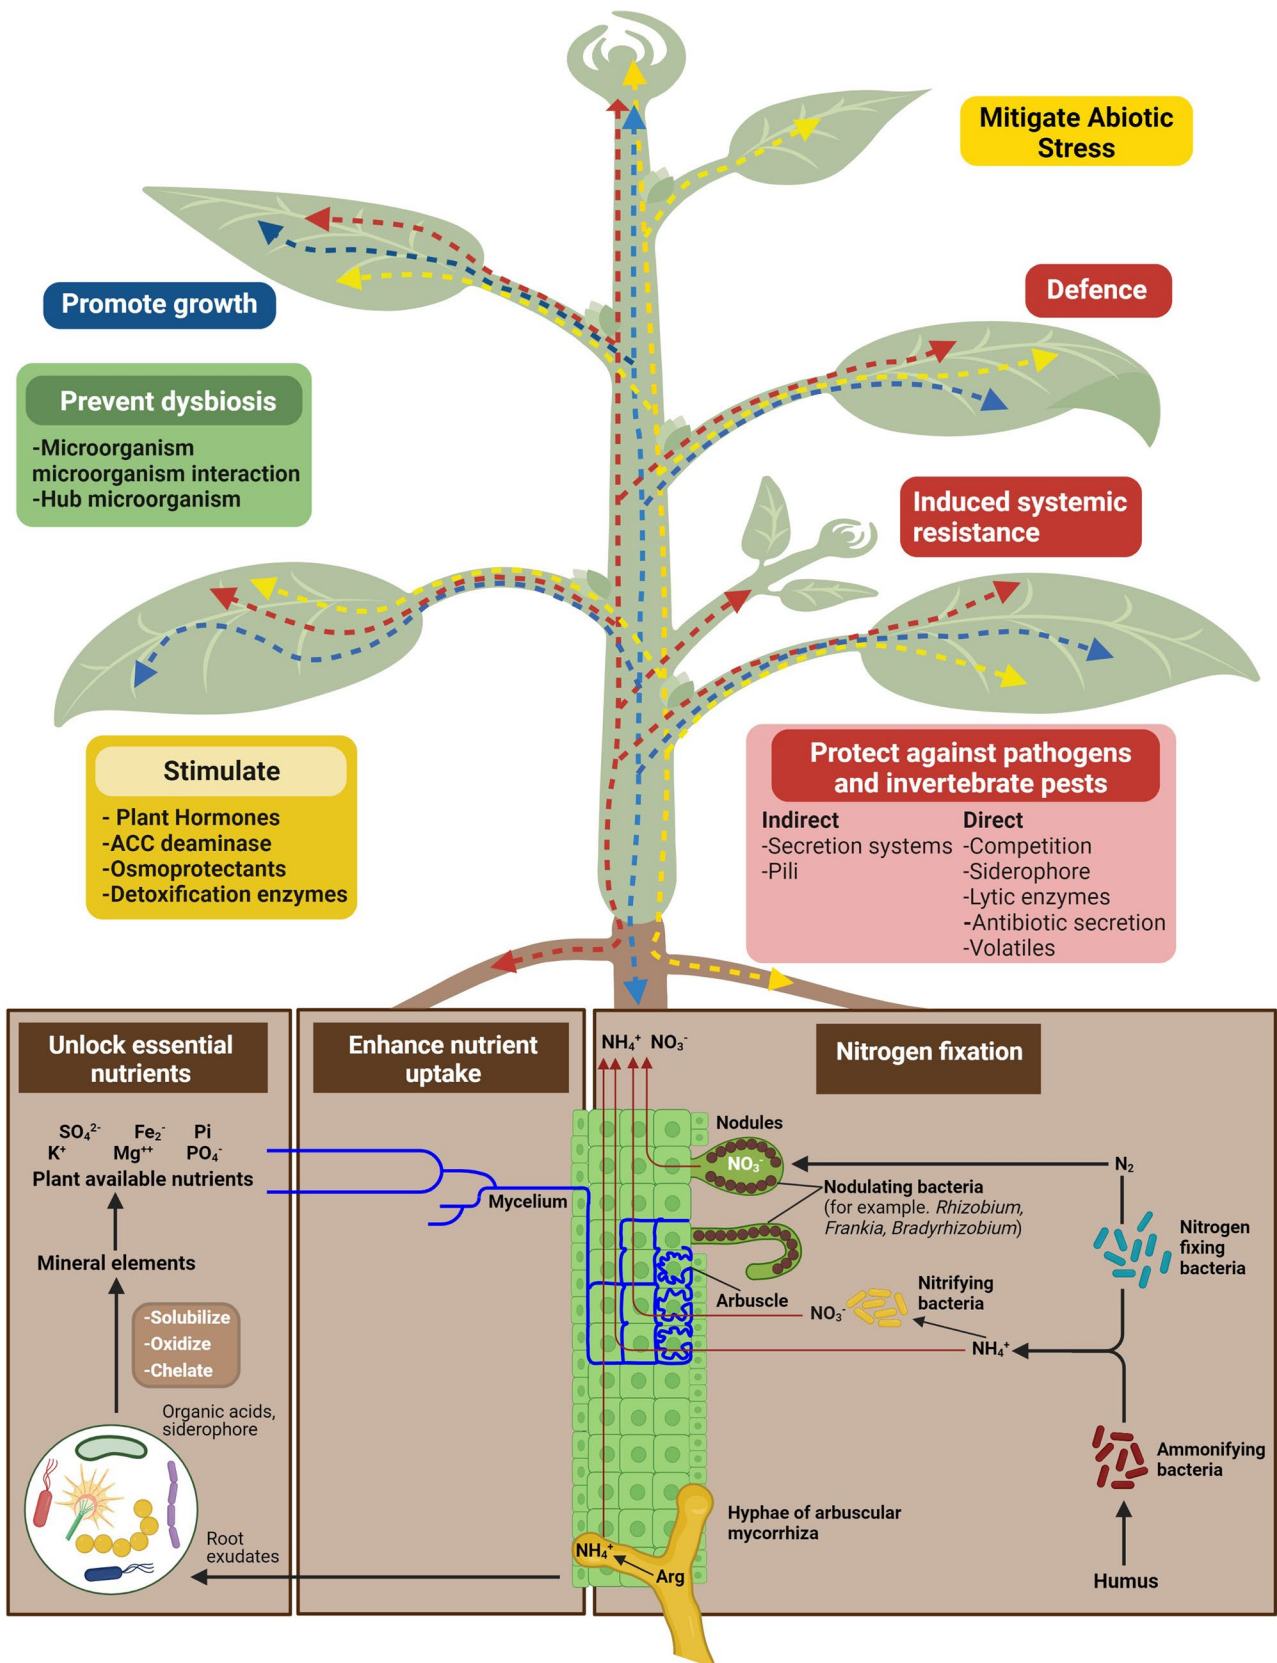 Mitigate Abiotic
Stress
Promote growth
Defence
Prevent dysbiosis
-Microorganism
microorganism interaction
-Hub microorganism
Induced systemic
resistance
Stimulate
- Plant Hormones
-ACC deaminase
-Osmoprotectants
-Detoxification enzymes
Protect against pathogens
and invertebrate pests
Indirect
-Secretion systems
-Pili
Direct
-Competition
-Siderophore
-Lytic enzymes
-Antibiotic secretion
-Volatiles
Unlock essential
nutrients
SO₄²⁻ Fe₂⁻ Pi
K⁺ Mg⁺⁺ PO₄⁻
Plant available nutrients
Mineral elements
-Solubilize
-Oxidize
-Chelate
Organic acids,
siderophore
Root
exudates
Enhance nutrient
uptake
Mycelium
Nitrogen fixation
NH₄⁺ NO₃⁻
Nodules
NO₃⁻
N₂
Nodulating bacteria
(for example. Rhizobium,
Frankia, Bradyrhizobium)
Nitrogen
fixing
bacteria
Arbuscle
Nitrifying
bacteria
NO₃⁻
NH₄⁺
Ammonifying
bacteria
Hyphae of arbuscular
mycorrhiza
NH₄⁺
Arg
Humus